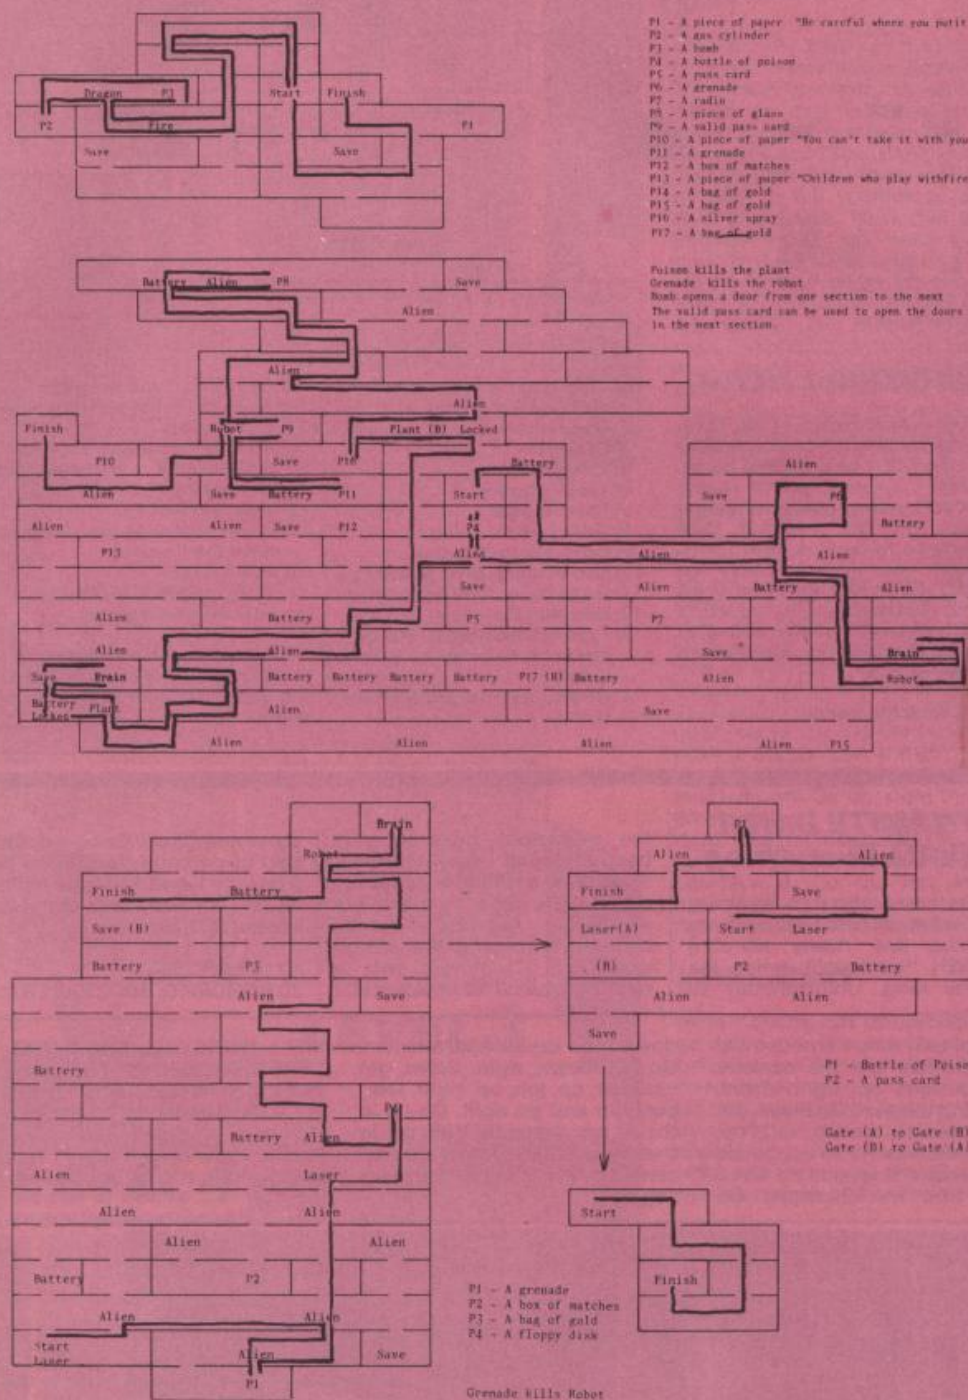 P1 - A piece of paper "Be careful where you putit
P2 - A gas cylinder
P3 - A bomb
P4 - A bottle of poison
P5 - A pass card
P6 - A grenade
P7 - A radio
P8 - A piece of glass
P9 - A valid pass card
P10 - A piece of paper "You can't take it with you
P11 - A grenade
P12 - A box of matches
P13 - A piece of paper "Children who play withfire
P14 - A bag of gold
P15 - A bag of gold
P16 - A silver spray
P17 - A bag of gold
Dragon P3 Start Finish
P2 Fire P1
Save Save
Poison kills the plant
Grenade kills the robot
Bomb opens a door from one section to the next
The valid pass card can be used to open the doors
in the next section.
Battery Alien P8 Save
Alien
Alien
Alien
Finish Robot P9 Plant (B) Locked
P10 Save P16 Battery Alien
Alien Save Battery P11 Start Save P6
Alien Alien Save P12 P4 Battery
P13 Alien Alien Alien
Save Alien Battery Alien
Alien Battery P5 P7
Alien Alien Save Brain
Save Brain Battery Battery Battery Battery P17 (B) Battery Alien Robot
Battery Plant Alien Save
Locked
Alien Alien Alien Alien P15
Brain
Robot
Finish Battery
Save (B)
Battery P3
Alien Save
Battery
P4
Battery Alien
Alien Laser
Alien Alien
Alien Alien
Battery P2
Alien Alien
Start
Laser Alien Save
P1
P1
Alien Alien
Finish Save
Laser(A) Start Laser
(B) P2 Battery
Alien Alien
Save
P1 - Bottle of Poiso
P2 - A pass card
Gate (A) to Gate (B)
Gate (B) to Gate (A)
Start
Finish
P1 - A grenade
P2 - A box of matches
P3 - A bag of gold
P4 - A floppy disk
Grenade kills Robot